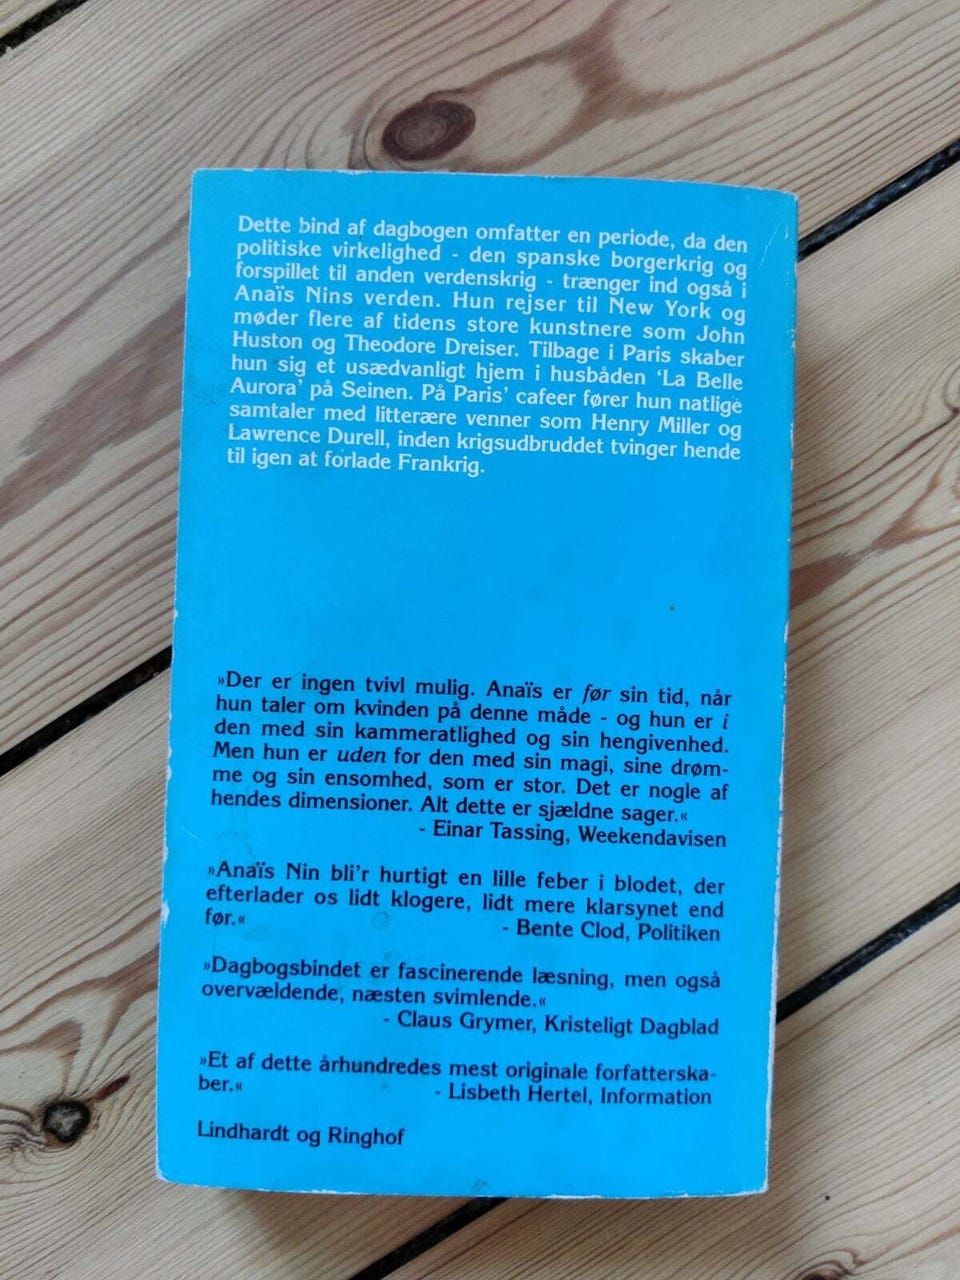 Dette bind af dagbogen omfatter en periode, da den
politiske virkelighed - den spanske borgerkrig og
forspillet til anden verdenskrig - trænger ind også i
Anaïs Nins verden. Hun rejser til New York og
møder flere af tidens store kunstnere som John
Huston og Theodore Dreiser. Tilbage i Paris skaber
hun sig et usædvanligt hjem i husbåden 'La Belle
Aurora' på Seinen. På Paris' cafeer fører hun natlige
samtaler med litterære venner som Henry Miller og
Lawrence Durell, inden krigsudbruddet tvinger hende
til igen at forlade Frankrig.
»Der er ingen tvivl mulig. Anaïs er før sin tid, når
hun taler om kvinden på denne måde - og hun er i
den med sin kammeratlighed og sin hengivenhed.
Men hun er uden for den med sin magi, sine drøm-
me og sin ensomhed, som er stor. Det er nogle af
hendes dimensioner. Alt dette er sjældne sager.«
- Einar Tassing, Weekendavisen
»Anaïs Nin bli'r hurtigt en lille feber i blodet, der
efterlader os lidt klogere, lidt mere klarsynet end
før.« - Bente Clod, Politiken
»Dagbogsbindet er fascinerende læsning, men også
overvældende, næsten svimlende.«
- Claus Grymer, Kristeligt Dagblad
»Et af dette århundredes mest originale forfatterska-
ber.« - Lisbeth Hertel, Information
Lindhardt og Ringhof